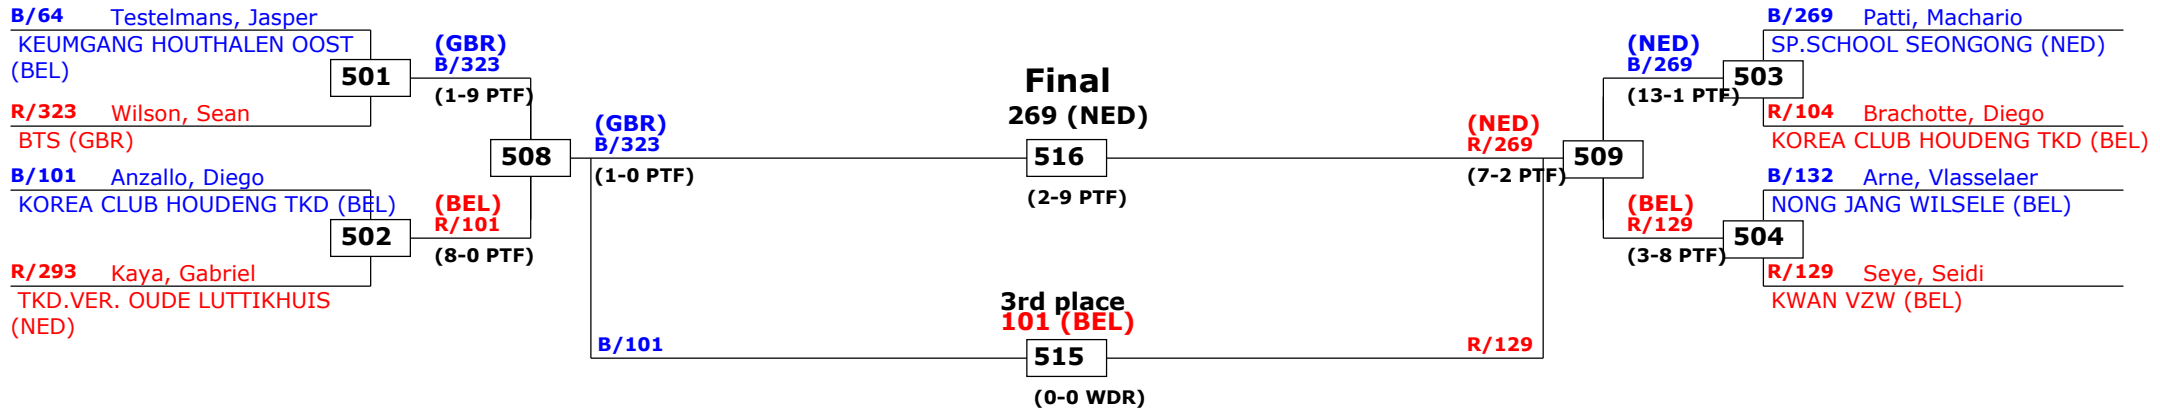 B/64 Testelmans, Jasper
KEUMGANG HOUTHALEN OOST
(BEL)
501
R/323 Wilson, Sean
BTS (GBR)
B/101 Anzallo, Diego
KOREA CLUB HOUDENG TKD (BEL)
502
R/293 Kaya, Gabriel
TKD.VER. OUDE LUTTIKHUIS
(NED)
(GBR)
B/323
(1-9 PTF)
508
(BEL)
R/101
(8-0 PTF)
(GBR)
B/323
(1-0 PTF)
Final
269 (NED)
516
(2-9 PTF)
3rd place
101 (BEL)
B/101
515
R/129
(0-0 WDR)
(NED)
R/269
(7-2 PTF)
509
(NED)
B/269
(13-1 PTF)
(BEL)
R/129
(3-8 PTF)
B/269 Patti, Machario
SP.SCHOOL SEONGONG (NED)
503
R/104 Brachotte, Diego
KOREA CLUB HOUDENG TKD (BEL)
B/132 Arne, Vlasselaer
NONG JANG WILSELE (BEL)
504
R/129 Seye, Seidi
KWAN VZW (BEL)